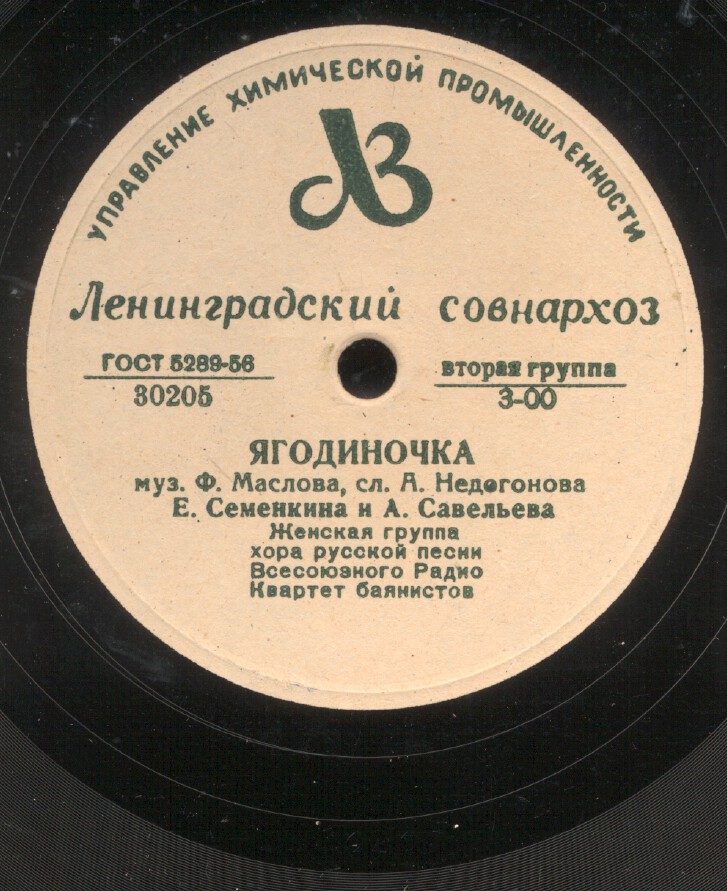 УПРАВЛЕНИЕ ХИМИЧЕСКОЙ ПРОМЫШЛЕННОСТИ
ЛЗ
Ленинградский совнархоз
ГОСТ 5289-56
30205
вторая группа
3-00
ЯГОДИНОЧКА
муз. Ф. Маслова, сл. А. Недогонова
Е. Семенкина и А. Савельева
Женская группа
хора русской песни
Всесоюзного Радио
Квартет баянистов